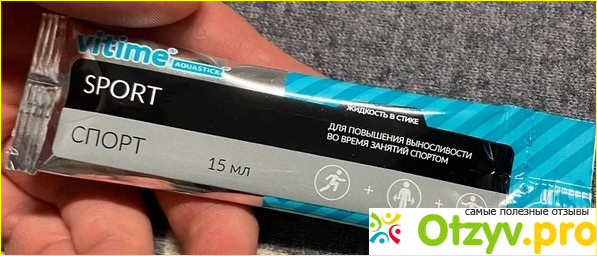 vitime®
AQUASTICK
SPORT
ЖИДКОСТЬ В СТИКЕ
СПОРТ
15 мл
ДЛЯ ПОВЫШЕНИЯ ВЫНОСЛИВОСТИ
ВО ВРЕМЯ ЗАНЯТИЙ СПОРТОМ
+
+
самые полезные отзывы
Otzyv.pro